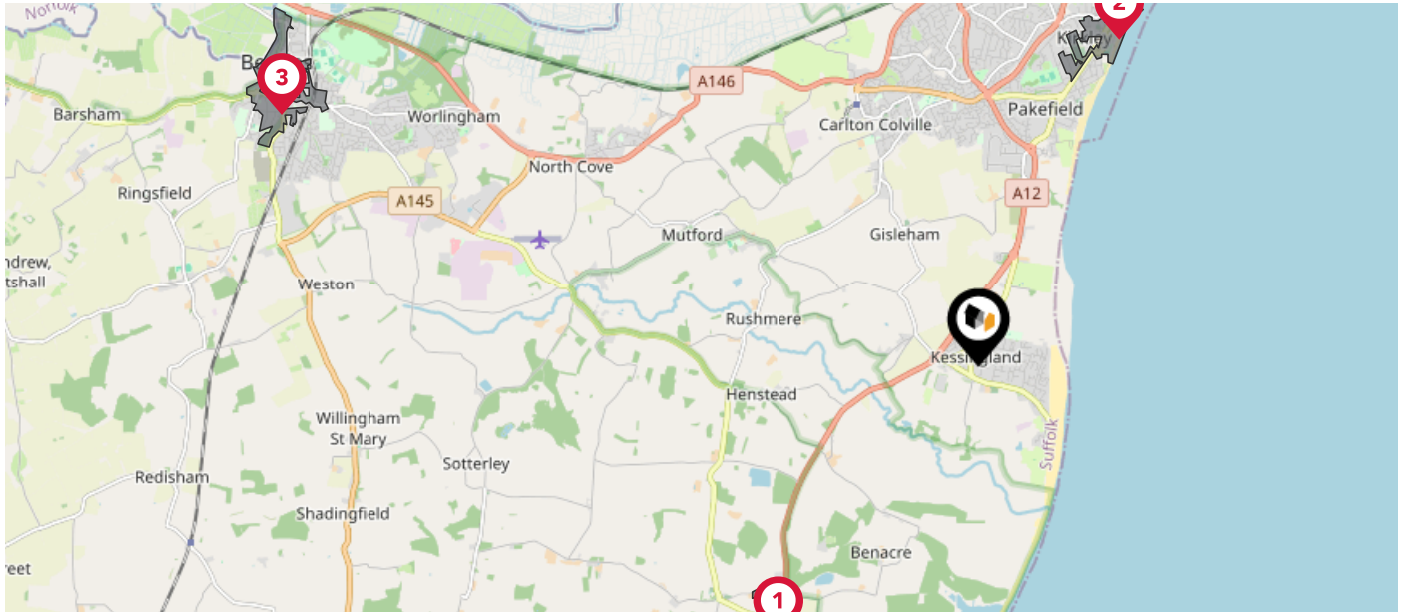 Norfolk
2
3
A146
Barsham
Worlingham
Pakefield
Carlton Colville
North Cove
Ringsfield
A145
A12
Mutford
Gisleham
Weston
Rushmere
Kessingland
Henstead
Willingham
St Mary
Suffolk
Sotterley
Redisham
Shadingfield
Benacre
1